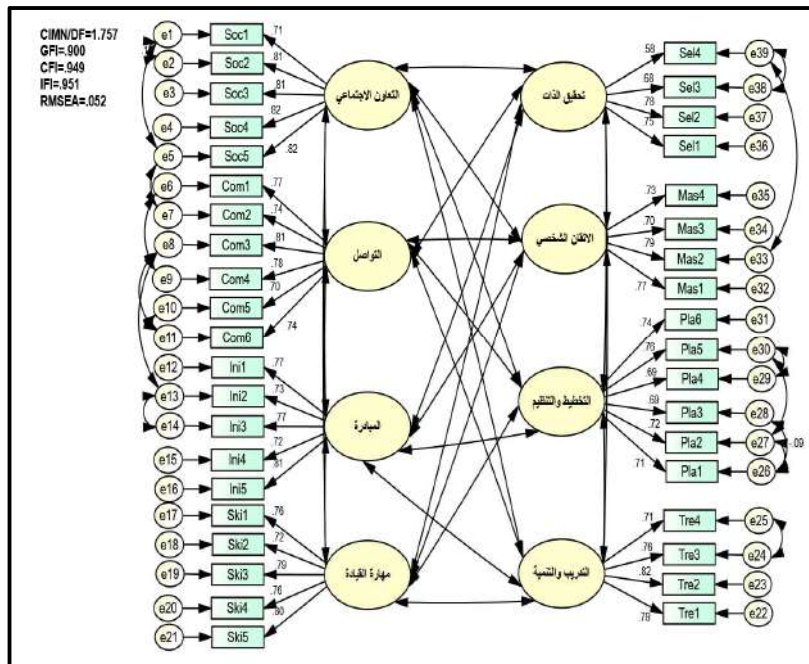 CIMN/DF=1.757
GFI=.900
CFI=.949
IFI=.951
RMSEA=.052
e1 Soc1 .71
e2 Soc2 .81
e3 Soc3 .81
e4 Soc4 .82
e5 Soc5 .82
التعاون الاجتماعي
e6 Com1 .77
e7 Com2 .74
e8 Com3 .81
e9 Com4 .78
e10 Com5 .70
e11 Com6 .74
التواصل
e12 Ini1 .77
e13 Ini2 .73
e14 Ini3 .77
e15 Ini4 .72
e16 Ini5 .81
المبادرة
e17 Ski1 .76
e18 Ski2 .72
e19 Ski3 .79
e20 Ski4 .76
e21 Ski5 .80
مهارة القيادة
تحقيق الذات
.58 Sel4 e39
.68 Sel3 e38
.78 Sel2 e37
.75 Sel1 e36
الاتقان الشخصي
.73 Mas4 e35
.70 Mas3 e34
.79 Mas2 e33
.77 Mas1 e32
التخطيط والتنظيم
.74 Pla6 e31
.76 Pla5 e30
.69 Pla4 e29
.69 Pla3 e28
.72 Pla2 e27
-.09
.71 Pla1 e26
التدريب والتنمية
.71 Tre4 e25
.76 Tre3 e24
.82 Tre2 e23
.78 Tre1 e22